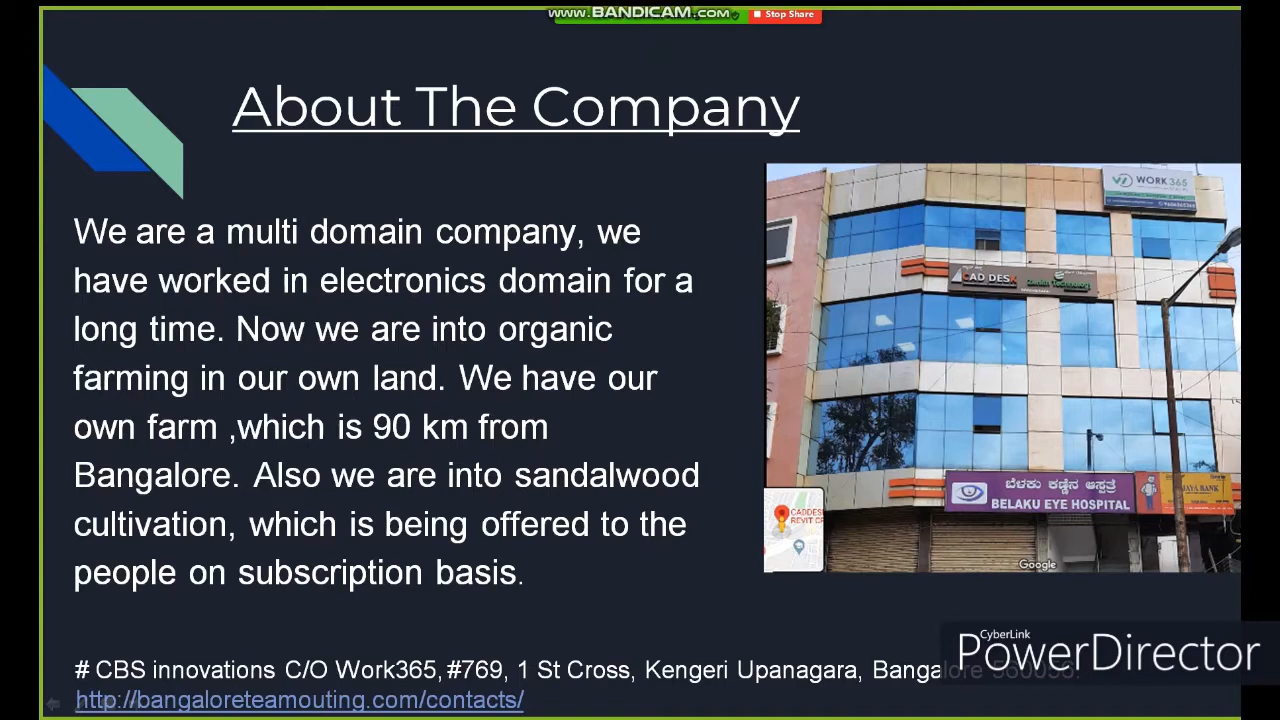 www.BANDICAM.COM
Stop Share
About The Company
We are a multi domain company, we
have worked in electronics domain for a
long time. Now we are into organic
farming in our own land. We have our
own farm ,which is 90 km from
Bangalore. Also we are into sandalwood
cultivation, which is being offered to the
people on subscription basis.
WORK365
CAD DESK
ಬೆಳಕು ಕಣ್ಣಿನ ಆಸ್ಪತ್ರೆ
BELAKU EYE HOSPITAL
BANK
CADDES
REVIT
Google
CyberLink
PowerDirector
# CBS innovations C/O Work365, #769, 1 St Cross, Kengeri Upanagara, Bangalore
http://bangaloreteamouting.com/contacts/